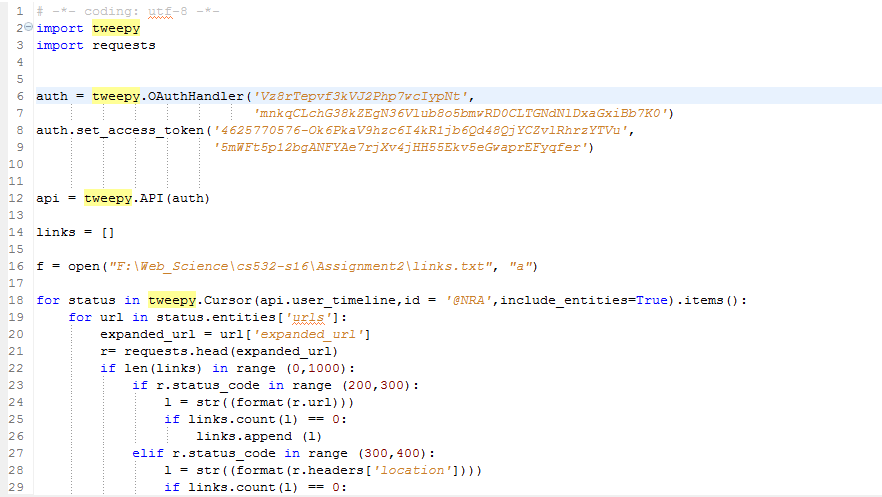 1 # -*- coding: utf-8 -*-
2 import tweepy
3 import requests
4
5
6 auth = tweepy.OAuthHandler('Vz8rTepvf3kVJ2Php7wcIypNt',
7 'mnkqCLchG38kZEgN36Vlub8o5bmwRD0CLTGNdNlDxaGxiBb7K0')
8 auth.set_access_token('4625770576-Ok6PkaV9hzc6I4kR1jb6Qd48QjYCZvlRhrzYTVu',
9 '5mWFt5p12bgANFYAe7rjXv4jHH55Ekv5eGwaprEFyqfer')
10
11
12 api = tweepy.API(auth)
13
14 links = []
15
16 f = open("F:\Web_Science\cs532-s16\Assignment2\links.txt", "a")
17
18 for status in tweepy.Cursor(api.user_timeline,id = '@NRA',include_entities=True).items():
19 for url in status.entities['urls']:
20 expanded_url = url['expanded_url']
21 r= requests.head(expanded_url)
22 if len(links) in range (0,1000):
23 if r.status_code in range (200,300):
24 l = str((format(r.url)))
25 if links.count(l) == 0:
26 links.append (l)
27 elif r.status_code in range (300,400):
28 l = str((format(r.headers['location'])))
29 if links.count(l) == 0: